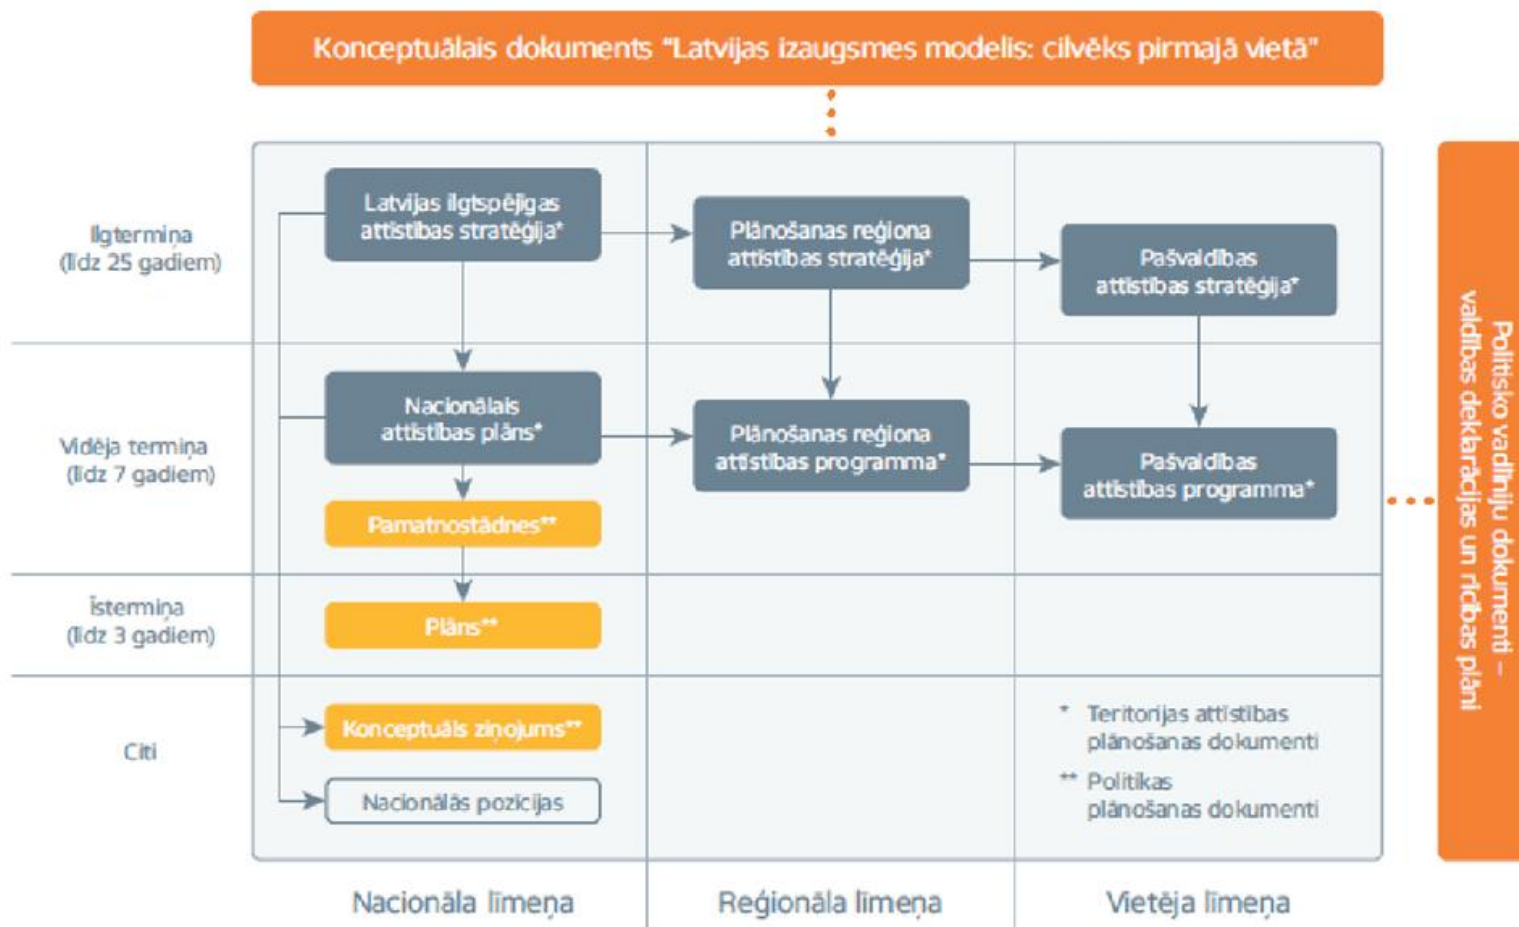 Konceptuālais dokuments "Latvijas izaugsmes modelis: cilvēks pirmajā vietā"
Ilgtermiņa
(līdz 25 gadiem)
Latvijas ilgtspējīgas
attīstības stratēģija*
Plānošanas reģiona
attīstības stratēģija*
Pašvaldības
attīstības stratēģija*
Vidēja termiņa
(līdz 7 gadiem)
Nacionālais
attīstības plāns*
Plānošanas reģiona
attīstības programma*
Pašvaldības
attīstības programma*
Pamatnostādnes**
Īstermiņa
(līdz 3 gadiem)
Plāns**
Citi
Konceptuāls ziņojums**
Nacionālās pozīcijas
* Teritorijas attīstības
plānošanas dokumenti
** Politikas
plānošanas dokumenti
Nacionāla līmeņa
Reģionāla līmeņa
Vietēja līmeņa
Politisko vadlīniju dokumenti –
valdības deklarācijas un rīcības plāni